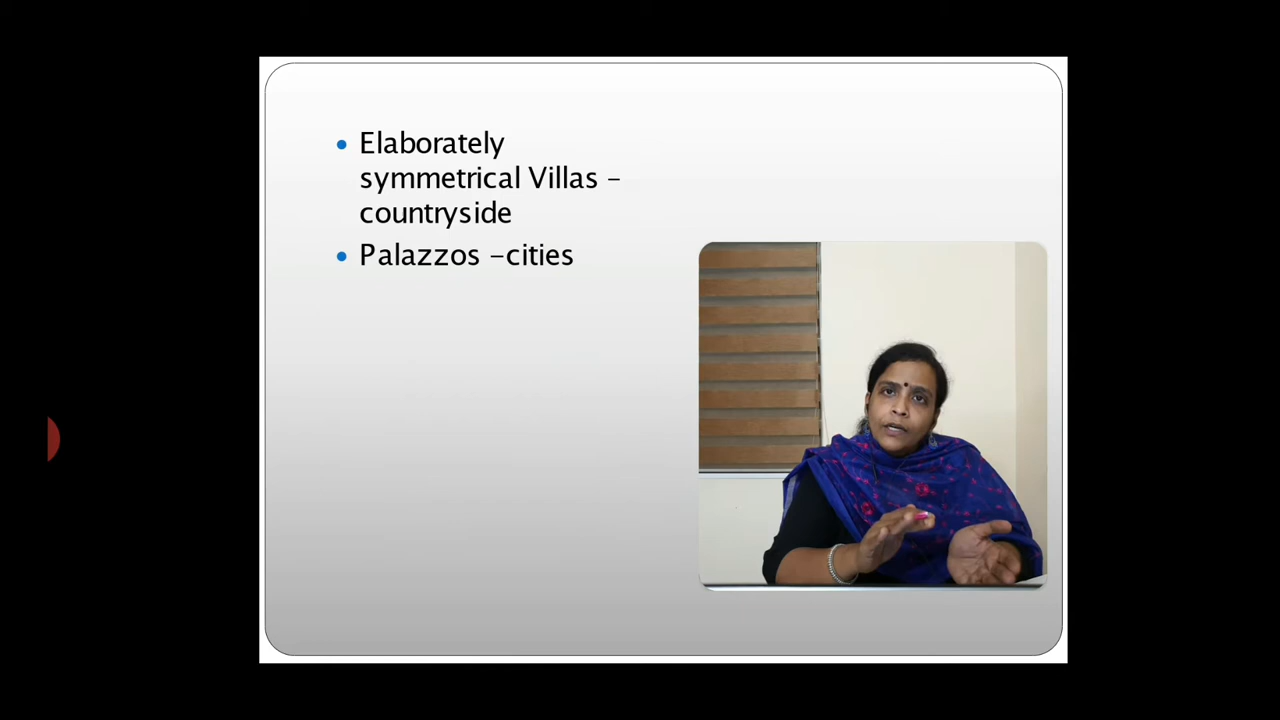 • Elaborately
symmetrical Villas –
countryside
• Palazzos –cities